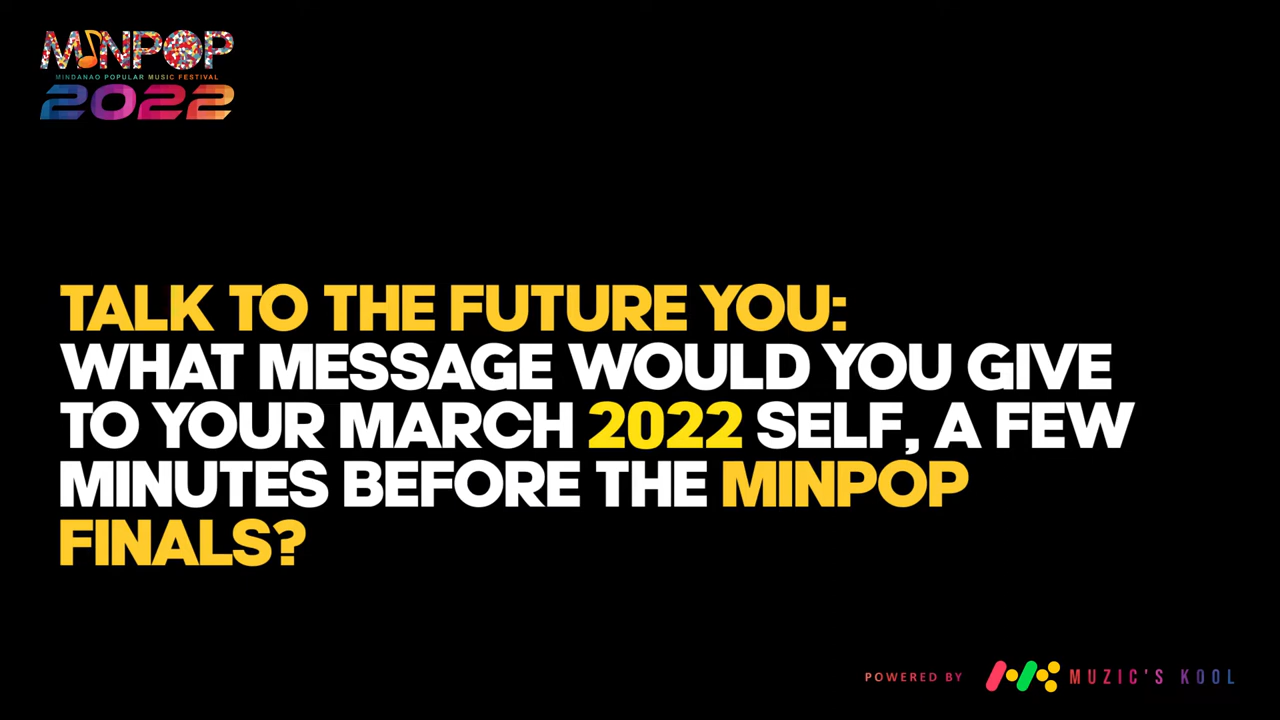 MINPOP
MINDANAO POPULAR MUSIC FESTIVAL
2022
TALK TO THE FUTURE YOU:
WHAT MESSAGE WOULD YOU GIVE
TO YOUR MARCH 2022 SELF, A FEW
MINUTES BEFORE THE MINPOP
FINALS?
POWERED BY MUZIC'S KOOL